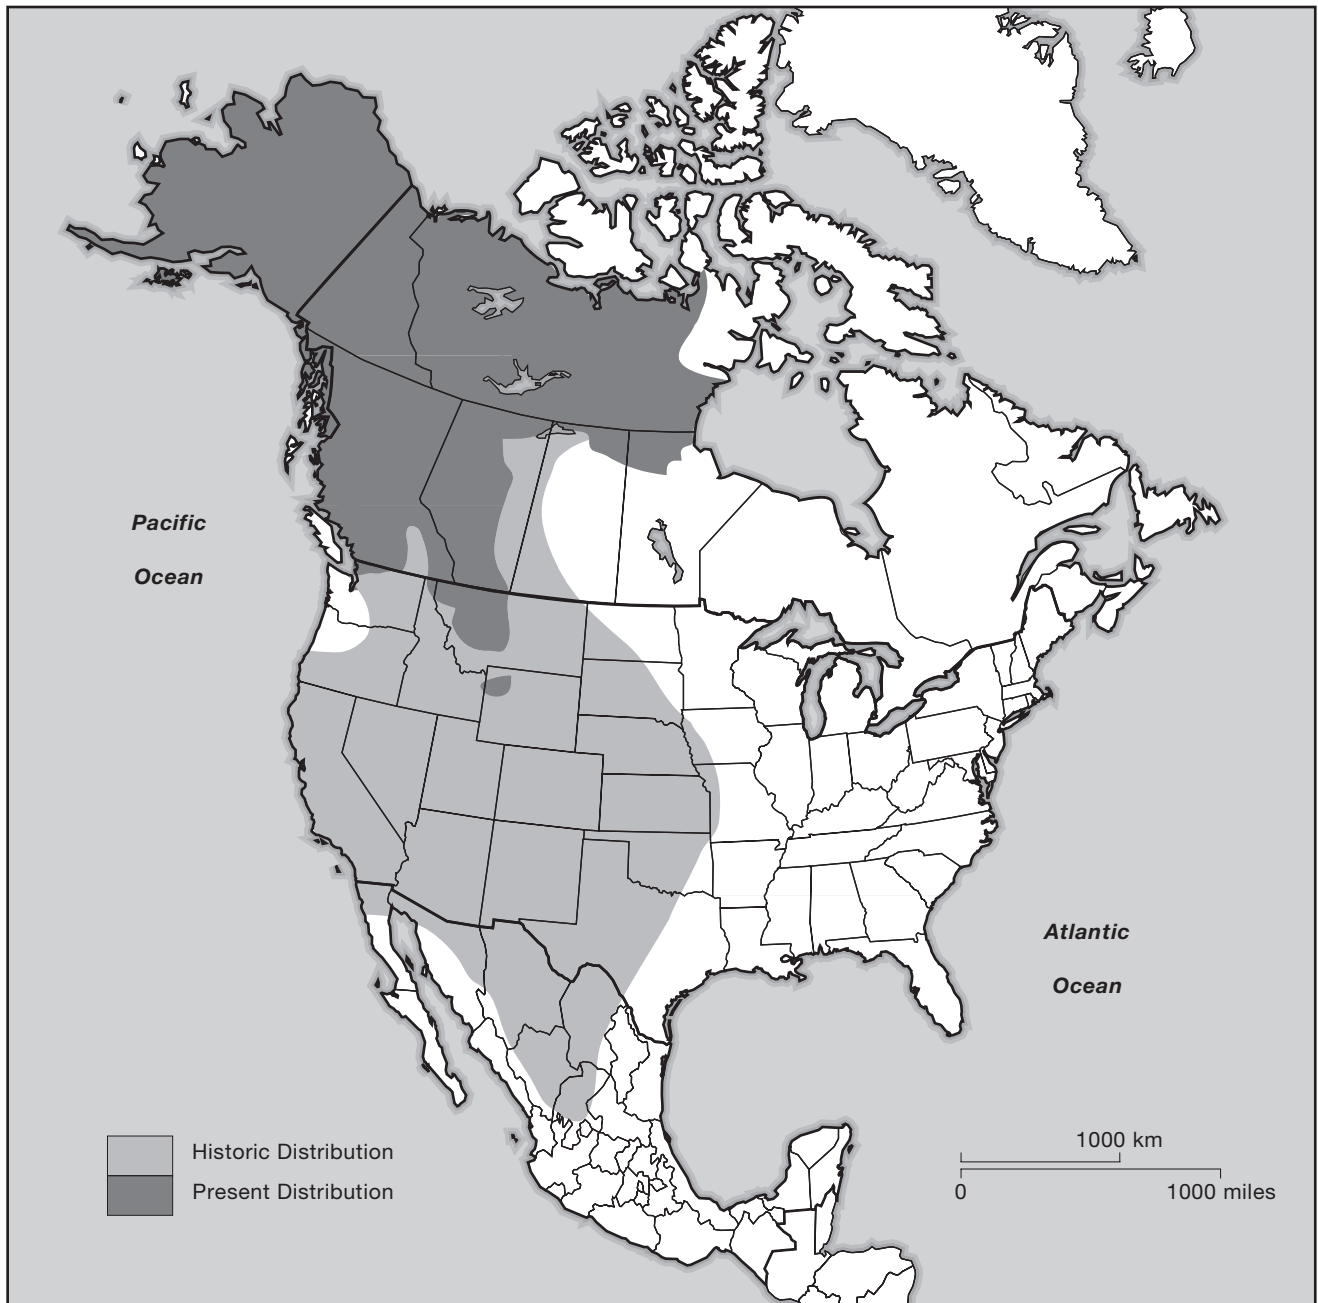 Pacific
Ocean
Atlantic
Ocean
Historic Distribution
Present Distribution
1000 km
0
1000 miles